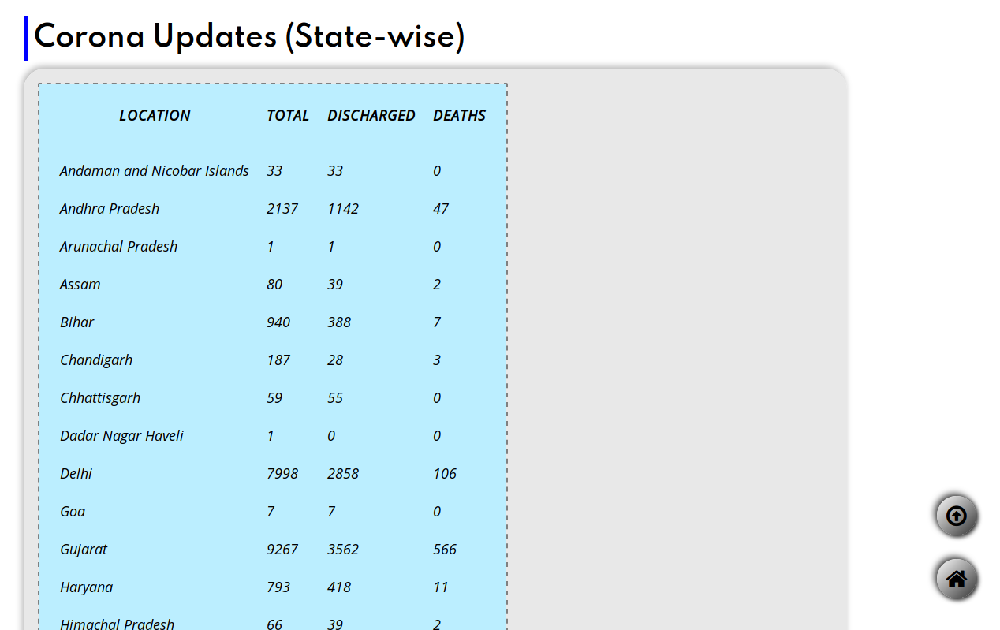 Corona Updates (State-wise)
LOCATION TOTAL DISCHARGED DEATHS
Andaman and Nicobar Islands 33 33 0
Andhra Pradesh 2137 1142 47
Arunachal Pradesh 1 1 0
Assam 80 39 2
Bihar 940 388 7
Chandigarh 187 28 3
Chhattisgarh 59 55 0
Dadar Nagar Haveli 1 0 0
Delhi 7998 2858 106
Goa 7 7 0
Gujarat 9267 3562 566
Haryana 793 418 11
Himachal Pradesh 66 39 2